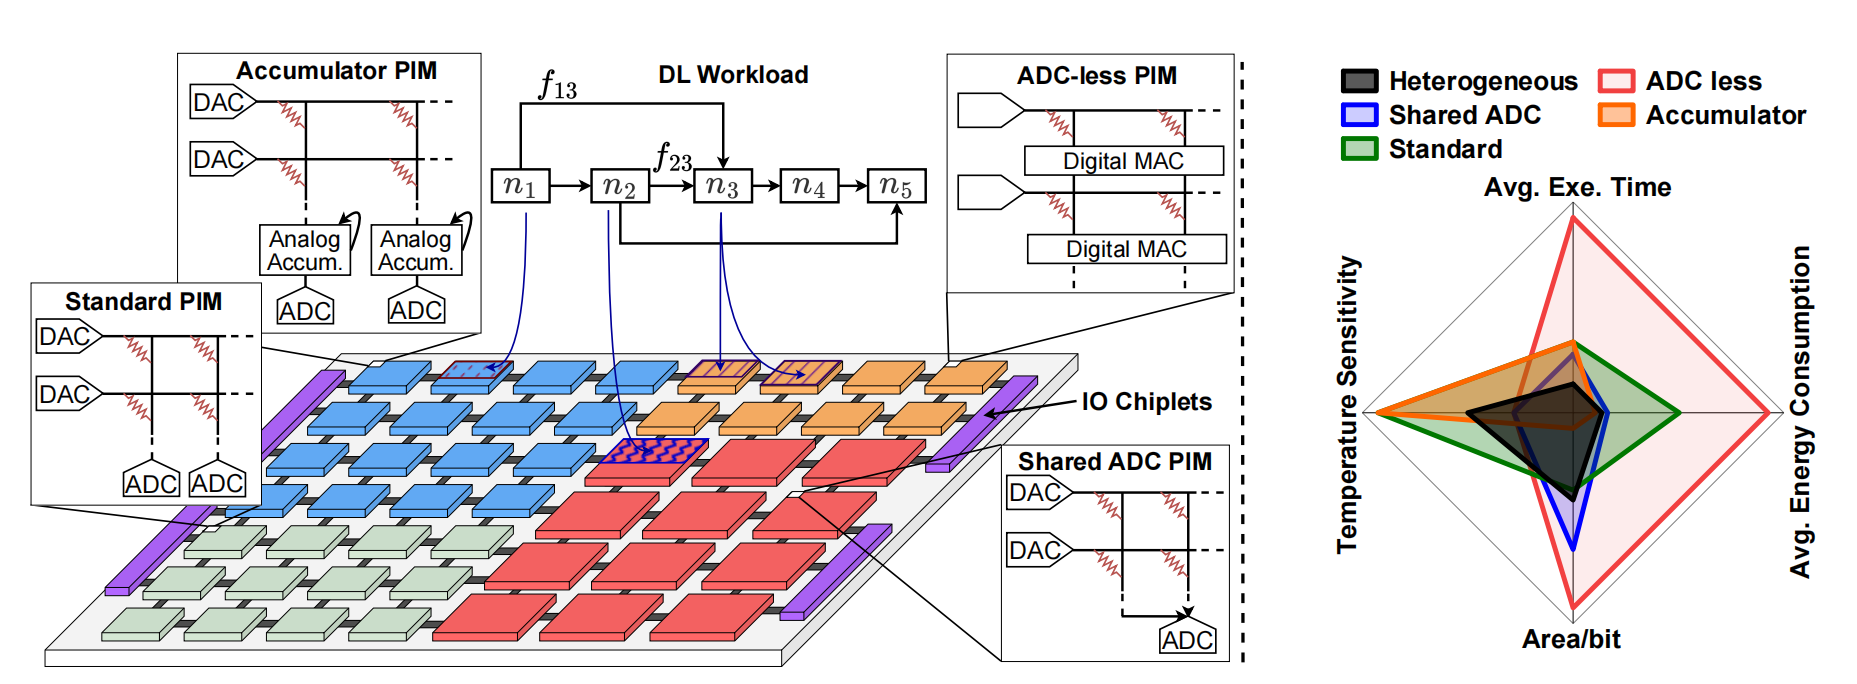 Accumulator PIM
DAC
DAC
Analog
Accum.
Analog
Accum.
ADC
ADC
Standard PIM
DAC
DAC
ADC
ADC
DL Workload
f13
f23
n1
n2
n3
n4
n5
ADC-less PIM
Digital MAC
Digital MAC
IO Chiplets
Shared ADC PIM
DAC
DAC
ADC
Heterogeneous
Shared ADC
Standard
ADC less
Accumulator
Avg. Exe. Time
Temperature Sensitivity
Avg. Energy Consumption
Area/bit